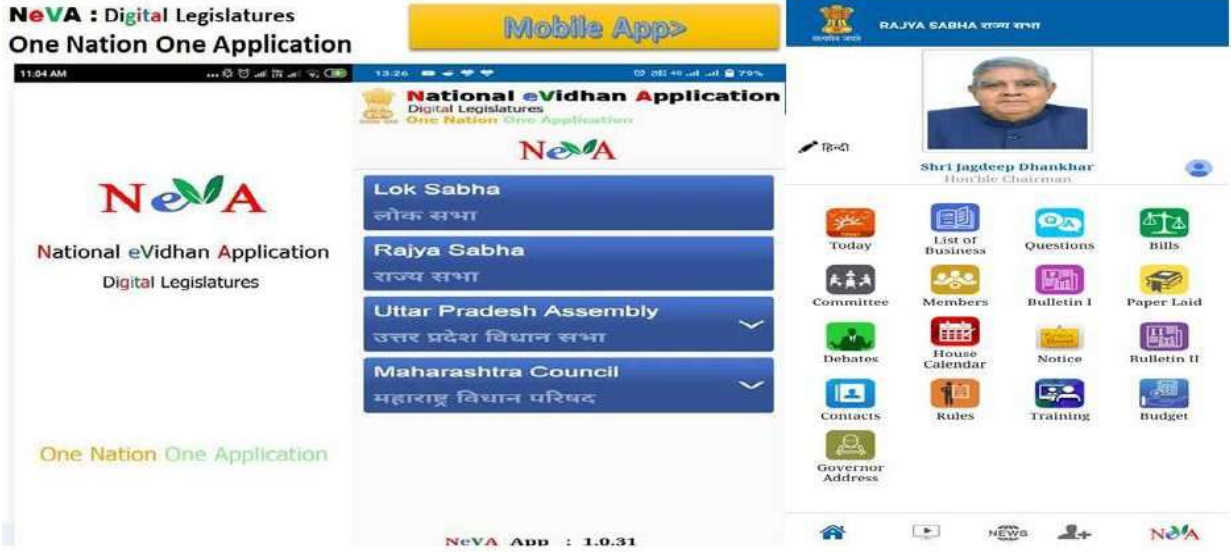 NeVA : Digital Legislatures
One Nation One Application
Mobile App>
11:04 AM
NeVA
National eVidhan Application
Digital Legislatures
One Nation One Application
13:26
79%
National eVidhan Application
Digital Legislatures
One Nation One Application
NeVA
Lok Sabha
लोक सभा
Rajya Sabha
राज्य सभा
Uttar Pradesh Assembly
उत्तर प्रदेश विधान सभा
Maharashtra Council
महाराष्ट्र विधान परिषद
NeVA App : 1.0.31
सत्यमेव जयते
RAJYA SABHA राज्य सभा
हिन्दी
Shri Jagdeep Dhankhar
Hon'ble Chairman
Today
List of
Business
Questions
Bills
Committee
Members
Bulletin I
Paper Laid
Debates
House
Calendar
Notice
Bulletin II
Contacts
Rules
Training
Budget
Governor
Address
NEWS
NeVA